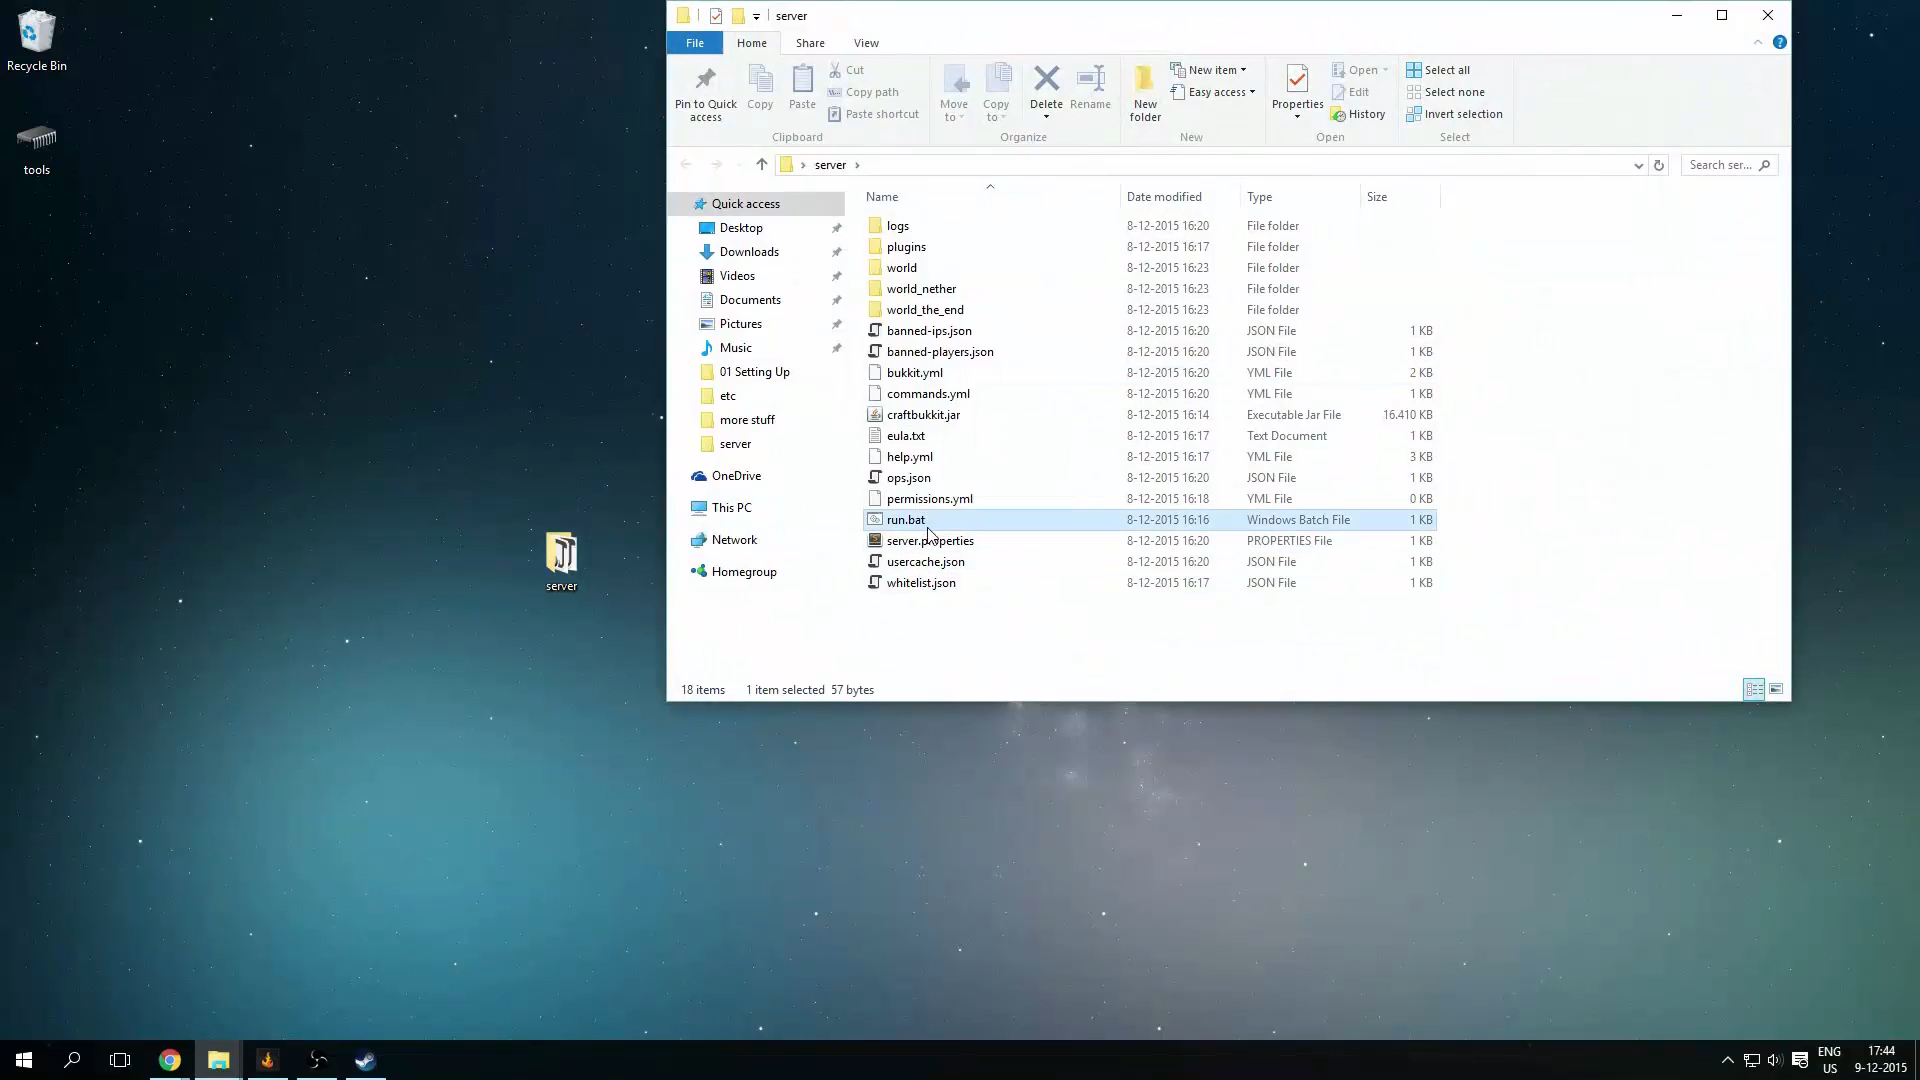 Recycle Bin
tools
server
server
File Home Share View
Pin to Quick access
Copy
Paste
Cut
Copy path
Paste shortcut
Clipboard
Move to
Copy to
Delete
Rename
Organize
New folder
New item
Easy access
New
Properties
Open
Edit
History
Open
Select all
Select none
Invert selection
Select
server
Search ser...
Quick access
Desktop
Downloads
Videos
Documents
Pictures
Music
01 Setting Up
etc
more stuff
server
OneDrive
This PC
Network
Homegroup
Name Date modified Type Size
logs 8-12-2015 16:20 File folder
plugins 8-12-2015 16:17 File folder
world 8-12-2015 16:23 File folder
world_nether 8-12-2015 16:23 File folder
world_the_end 8-12-2015 16:23 File folder
banned-ips.json 8-12-2015 16:20 JSON File 1 KB
banned-players.json 8-12-2015 16:20 JSON File 1 KB
bukkit.yml 8-12-2015 16:20 YML File 2 KB
commands.yml 8-12-2015 16:20 YML File 1 KB
craftbukkit.jar 8-12-2015 16:14 Executable Jar File 16.410 KB
eula.txt 8-12-2015 16:17 Text Document 1 KB
help.yml 8-12-2015 16:17 YML File 3 KB
ops.json 8-12-2015 16:20 JSON File 1 KB
permissions.yml 8-12-2015 16:18 YML File 0 KB
run.bat 8-12-2015 16:16 Windows Batch File 1 KB
server.properties 8-12-2015 16:20 PROPERTIES File 1 KB
usercache.json 8-12-2015 16:20 JSON File 1 KB
whitelist.json 8-12-2015 16:17 JSON File 1 KB
18 items 1 item selected 57 bytes
ENG
US
17:44
9-12-2015